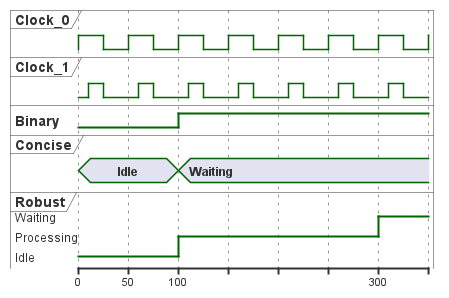 Clock_0
Clock_1
Binary
Concise
Idle
Waiting
Robust
Waiting
Processing
Idle
0 50 100 300